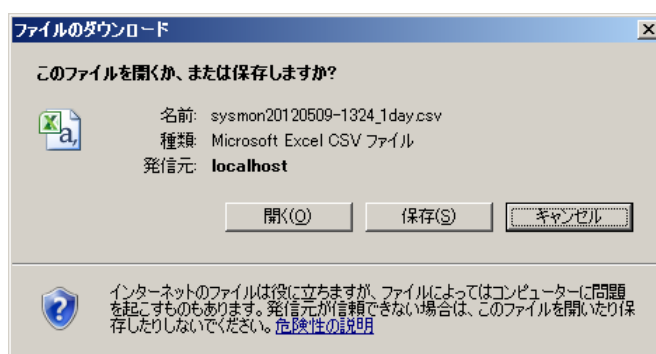 ファイルのダウンロード
このファイルを開くか、または保存しますか?
名前: sysmon20120509-1324_1day.csv
種類: Microsoft Excel CSV ファイル
発信元: localhost
開く(O) 保存(S) キャンセル
インターネットのファイルは役に立ちますが、ファイルによってはコンピューターに問題
を起こすものもあります。発信元が信頼できない場合は、このファイルを開いたり保
存したりしないでください。危険性の説明